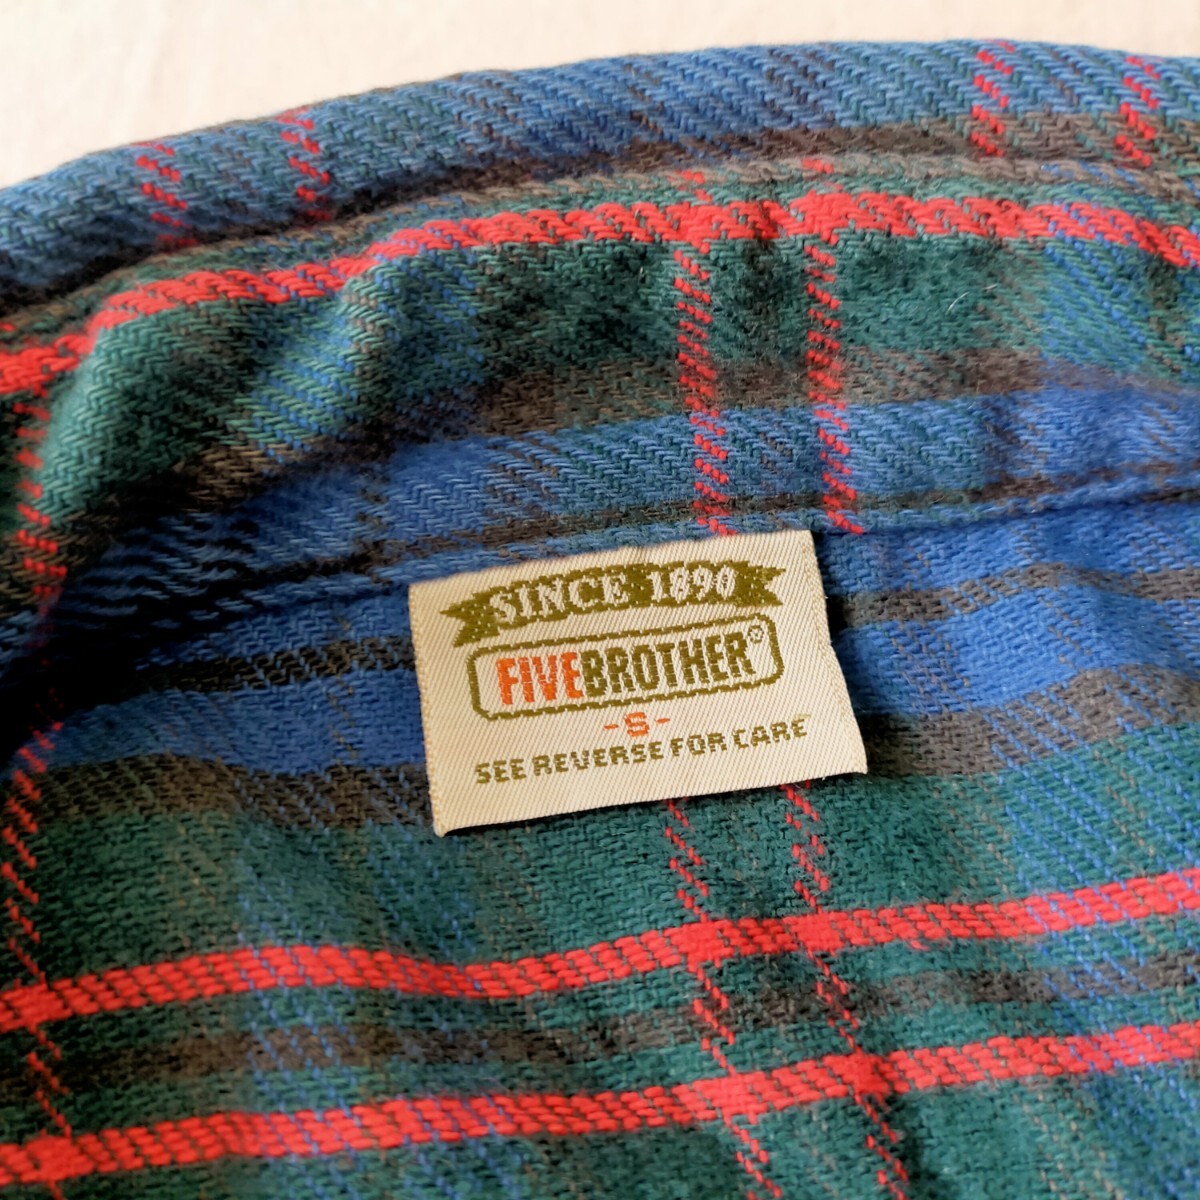 SINCE 1890
FIVEBROTHER©
-S-
SEE REVERSE FOR CARE